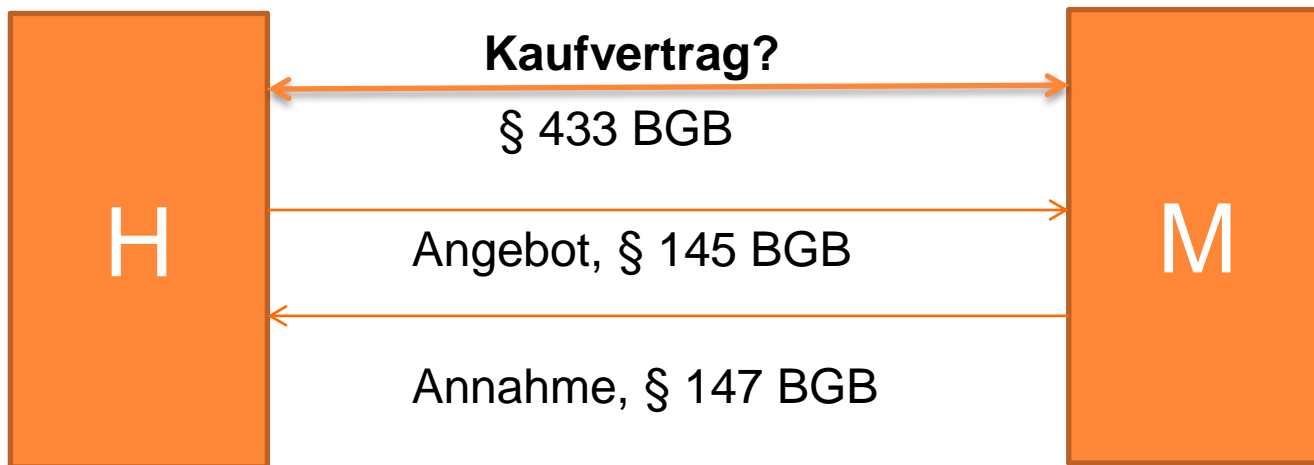 Kaufvertrag?
§ 433 BGB
H
Angebot, § 145 BGB
M
Annahme, § 147 BGB